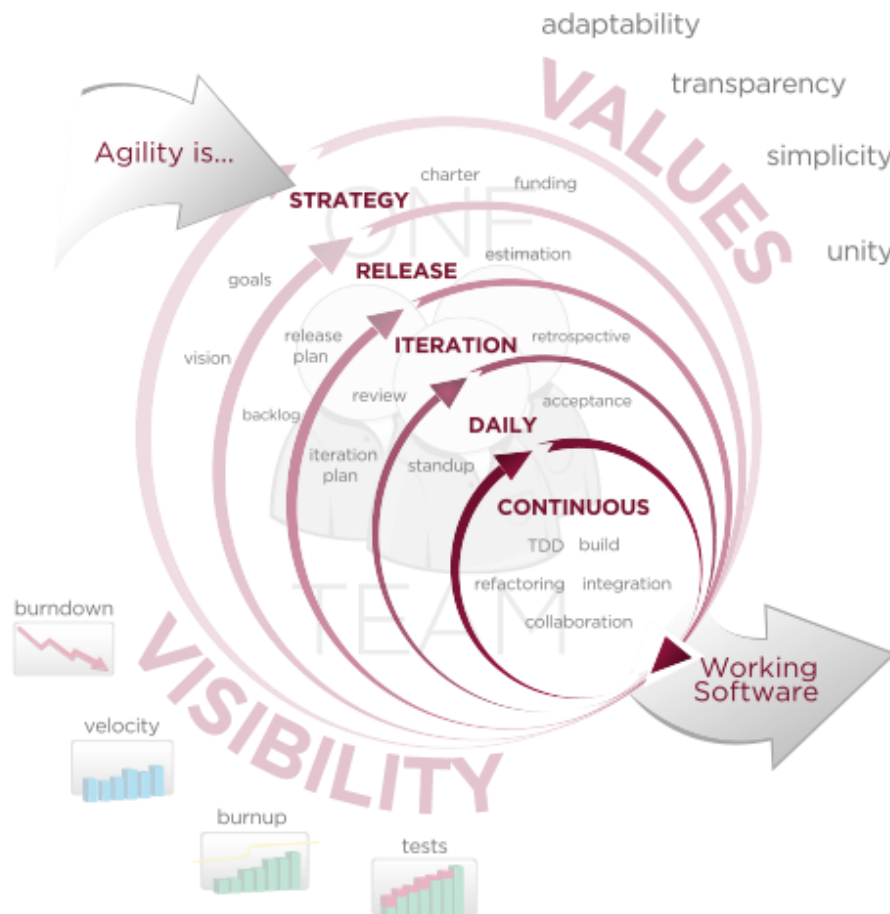 adaptability
transparency
simplicity
unity
VALUES
Agility is...
STRATEGY
charter
funding
ONE
goals
vision
RELEASE
estimation
release
plan
backlog
ITERATION
retrospective
review
iteration
plan
DAILY
acceptance
standup
CONTINUOUS
TDD build
refactoring integration
collaboration
TEAM
Working
Software
VISIBILITY
burndown
velocity
burnup
tests